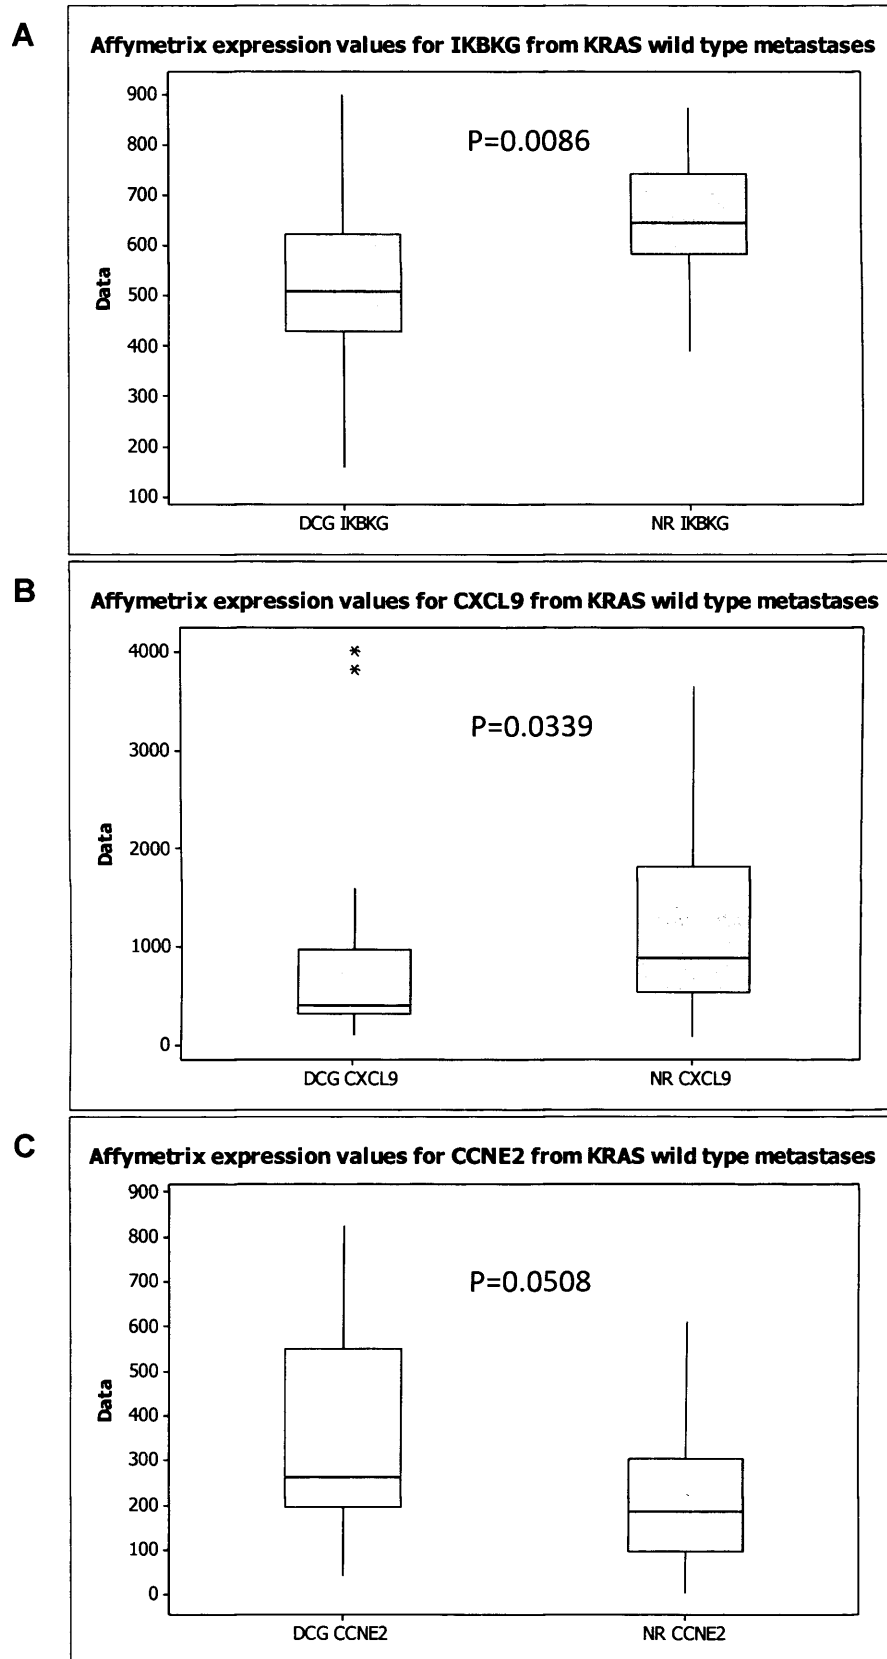 A
Affymetrix expression values for IKBKG from KRAS wild type metastases
900
800
700
600
500
400
300
200
100
Data
P=0.0086
DCG IKBKG
NR IKBKG
B
Affymetrix expression values for CXCL9 from KRAS wild type metastases
4000
3000
2000
1000
0
Data
*
*
P=0.0339
DCG CXCL9
NR CXCL9
C
Affymetrix expression values for CCNE2 from KRAS wild type metastases
900
800
700
600
500
400
300
200
100
0
Data
P=0.0508
DCG CCNE2
NR CCNE2